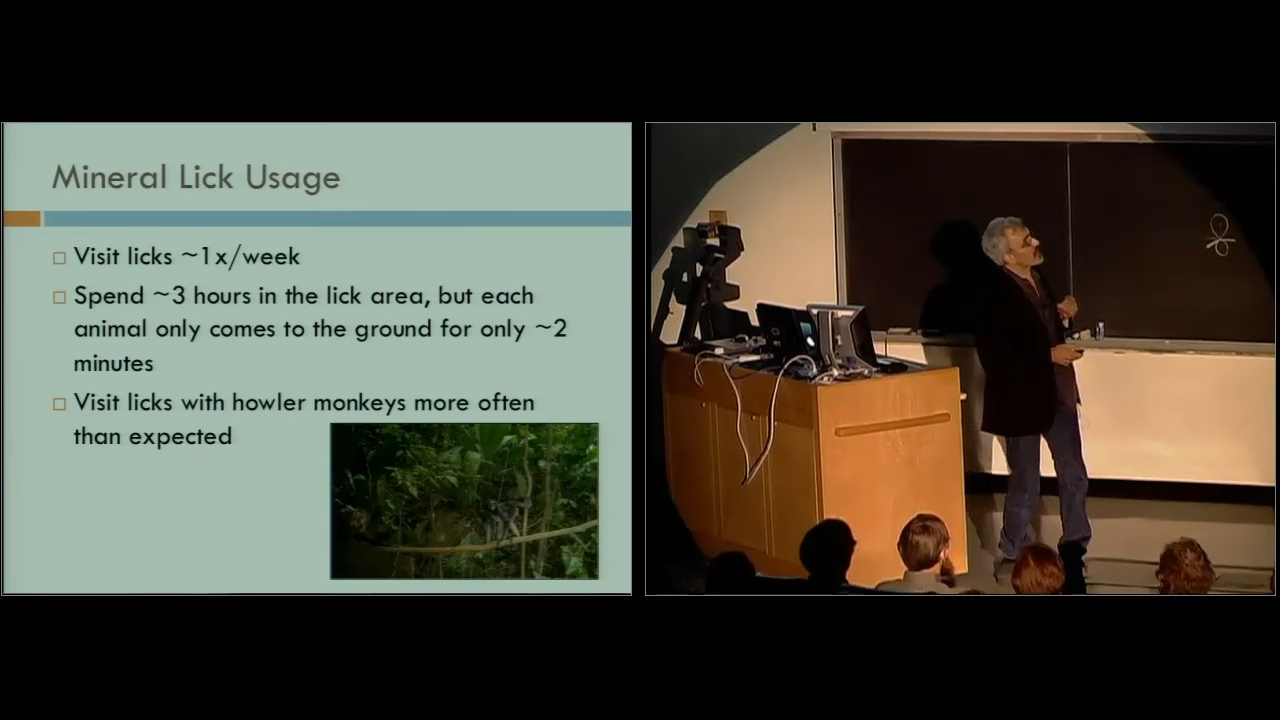 Mineral Lick Usage
Visit licks ~1x/week
Spend ~3 hours in the lick area, but each
animal only comes to the ground for only ~2
minutes
Visit licks with howler monkeys more often
than expected